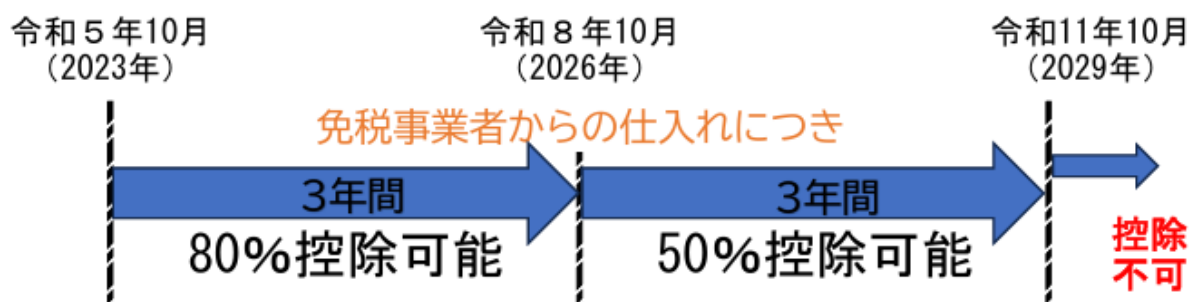 令和５年10月
（2023年）
令和８年10月
（2026年）
令和11年10月
（2029年）
免税事業者からの仕入れにつき
３年間
80%控除可能
３年間
50%控除可能
控除
不可